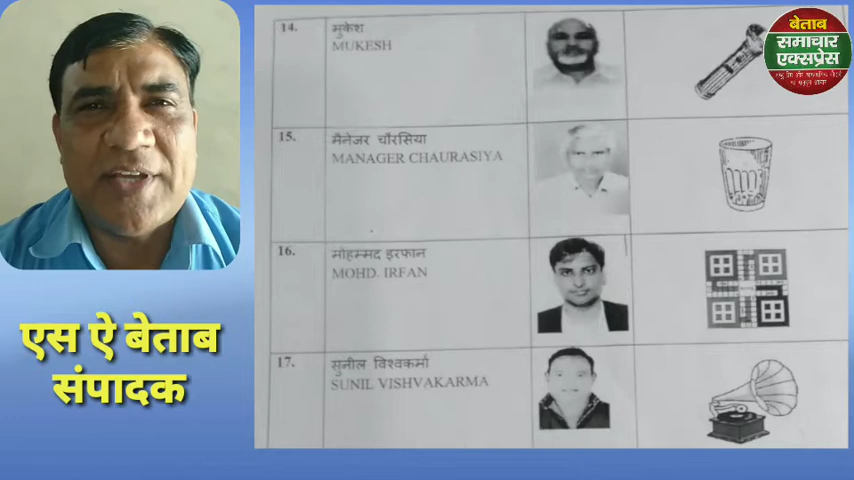 एस ऐ बेताब
संपादक
14.
मुकेश
MUKESH
15.
मैनेजर चौरसिया
MANAGER CHAURASIYA
16.
मोहम्मद इरफान
MOHD. IRFAN
17.
सुनील विश्वकर्मा
SUNIL VISHVAKARMA
बेताब
समाचार
एक्सप्रेस